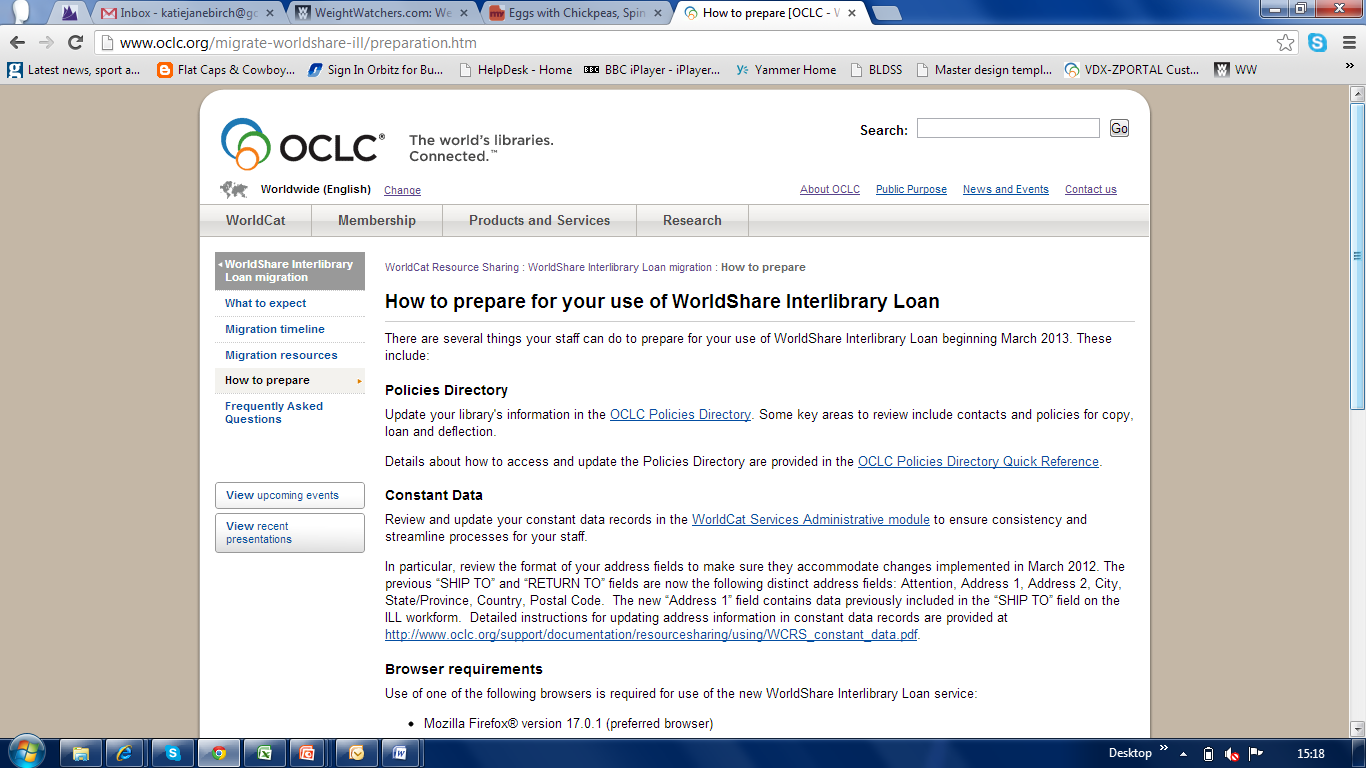 Inbox - katiejanebirch@gc
WeightWatchers.com: We
Eggs with Chickpeas, Spin
How to prepare [OCLC - W
www.oclc.org/migrate-worldshare-ill/preparation.htm
Latest news, sport a... Flat Caps & Cowboy... Sign In Orbitz for Bu... HelpDesk - Home BBC iPlayer - iPlayer... Yammer Home BLDSS Master design templ... VDX-ZPORTAL Cust... WW »
OCLC®
The world's libraries.
Connected.™
Search: Go
Worldwide (English) Change
About OCLC Public Purpose News and Events Contact us
WorldCat Membership Products and Services Research
WorldShare Interlibrary
Loan migration
What to expect
Migration timeline
Migration resources
How to prepare
Frequently Asked
Questions
View upcoming events
View recent
presentations
WorldCat Resource Sharing : WorldShare Interlibrary Loan migration : How to prepare
How to prepare for your use of WorldShare Interlibrary Loan
There are several things your staff can do to prepare for your use of WorldShare Interlibrary Loan beginning March 2013. These
include:
Policies Directory
Update your library's information in the OCLC Policies Directory. Some key areas to review include contacts and policies for copy,
loan and deflection.
Details about how to access and update the Policies Directory are provided in the OCLC Policies Directory Quick Reference.
Constant Data
Review and update your constant data records in the WorldCat Services Administrative module to ensure consistency and
streamline processes for your staff.
In particular, review the format of your address fields to make sure they accommodate changes implemented in March 2012. The
previous “SHIP TO” and “RETURN TO” fields are now the following distinct address fields: Attention, Address 1, Address 2, City,
State/Province, Country, Postal Code. The new “Address 1” field contains data previously included in the “SHIP TO” field on the
ILL workform. Detailed instructions for updating address information in constant data records are provided at
http://www.oclc.org/support/documentation/resourcesharing/using/WCRS_constant_data.pdf.
Browser requirements
Use of one of the following browsers is required for use of the new WorldShare Interlibrary Loan service:
• Mozilla Firefox® version 17.0.1 (preferred browser)
Desktop » 15:18